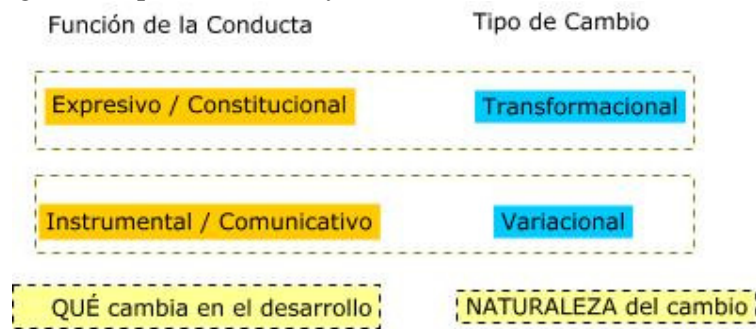 Función de la Conducta
Tipo de Cambio
Expresivo / Constitucional
Transformacional
Instrumental / Comunicativo
Variacional
QUÉ cambia en el desarrollo
NATURALEZA del cambio